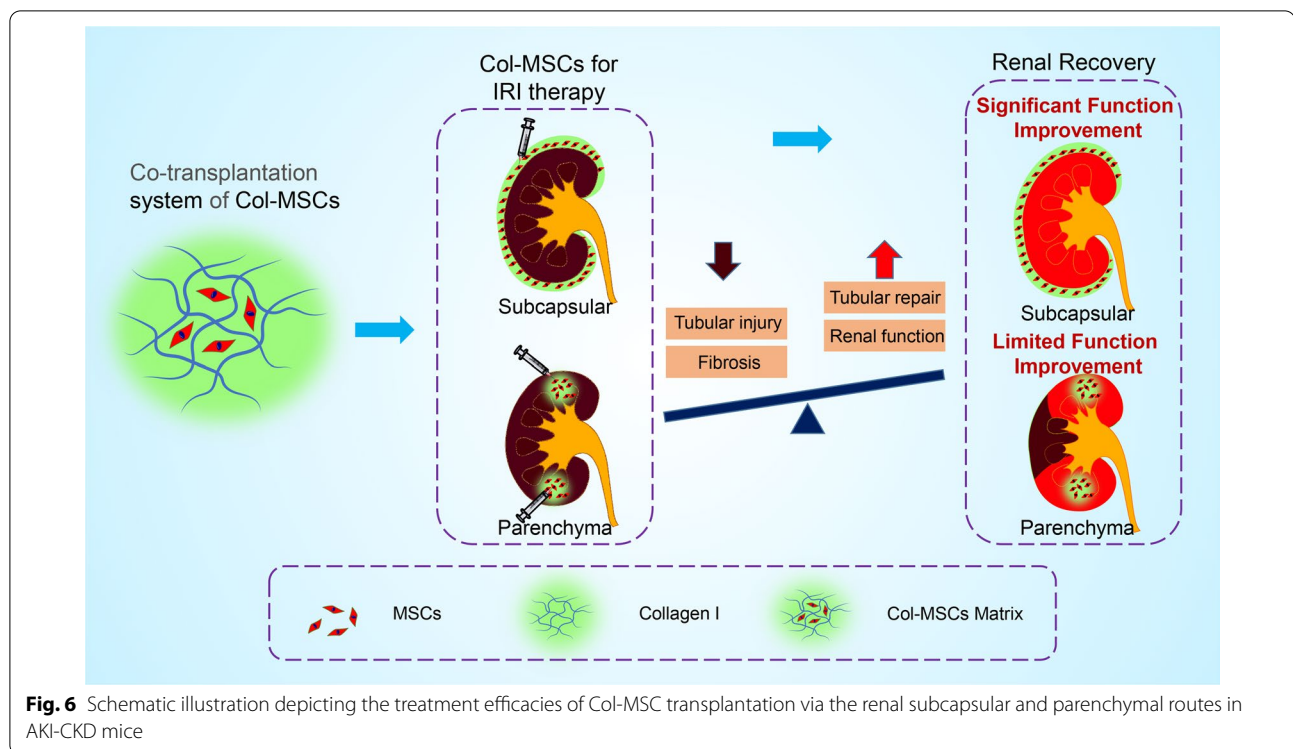 Co-transplantation
system of Col-MSCs
Col-MSCs for
IRI therapy
Subcapsular
Parenchyma
Tubular injury
Fibrosis
Tubular repair
Renal function
Renal Recovery
Significant Function
Improvement
Subcapsular
Limited Function
Improvement
Parenchyma
MSCs
Collagen I
Col-MSCs Matrix
Fig. 6 Schematic illustration depicting the treatment efficacies of Col-MSC transplantation via the renal subcapsular and parenchymal routes in
AKI-CKD mice